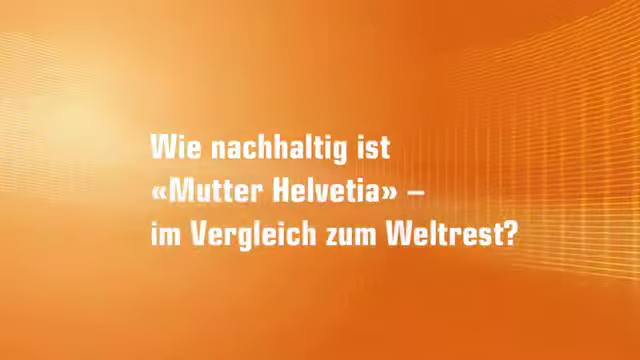 Wie nachhaltig ist
«Mutter Helvetia» –
im Vergleich zum Weltrest?